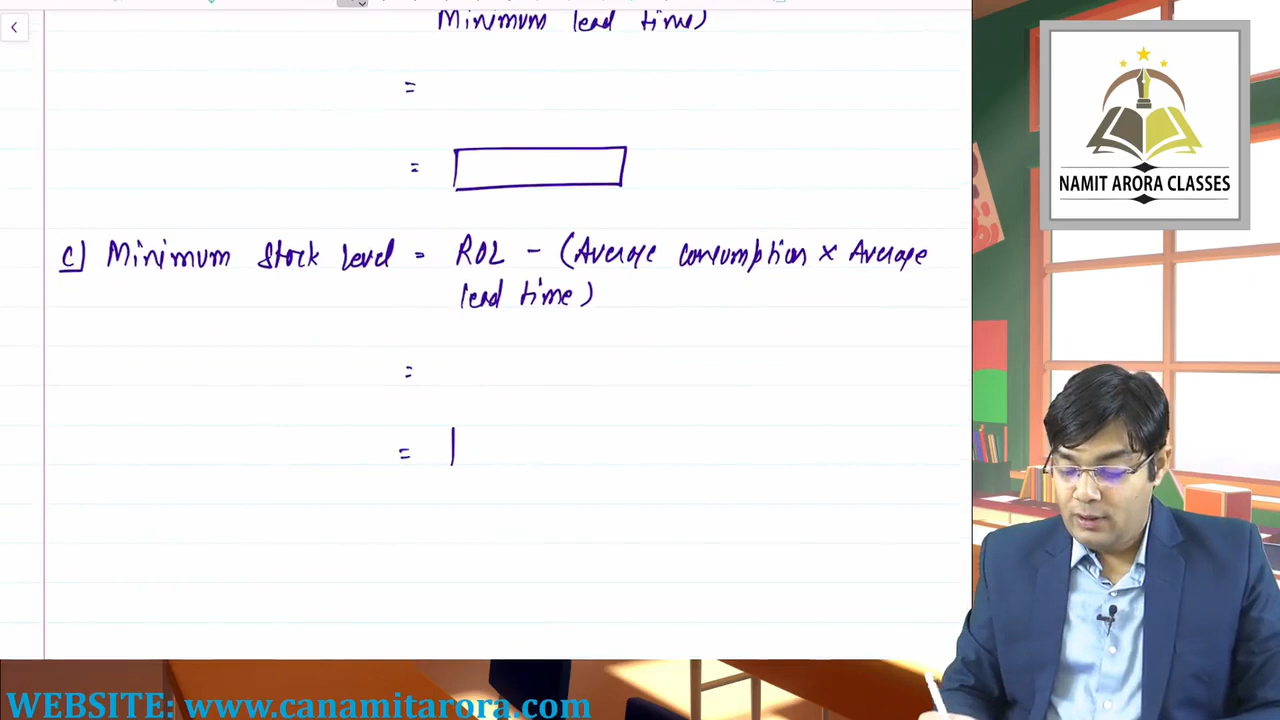 Minimum lead time)
=
=
c) Minimum Stock level = ROL - (Average consumption × Average
lead time)
=
=
NAMIT ARORA CLASSES
WEBSITE: www.canamitarora.com